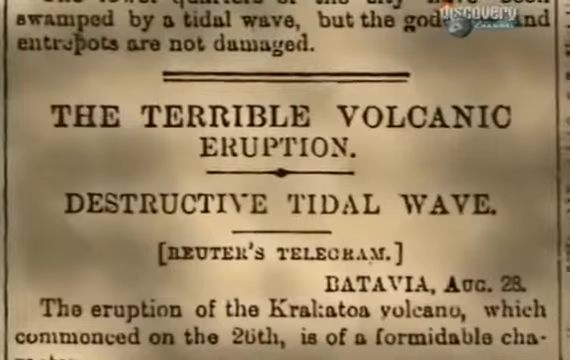 swamped by a tidal wave, but the god and
entrepots are not damaged.
THE TERRIBLE VOLCANIC
ERUPTION.
DESTRUCTIVE TIDAL WAVE.
[REUTER'S TELEGRAM.]
BATAVIA, AUG. 28.
The eruption of the Krakatoa volcano, which
commenced on the 26th, is of a formidable cha-
discovery
CHANNEL